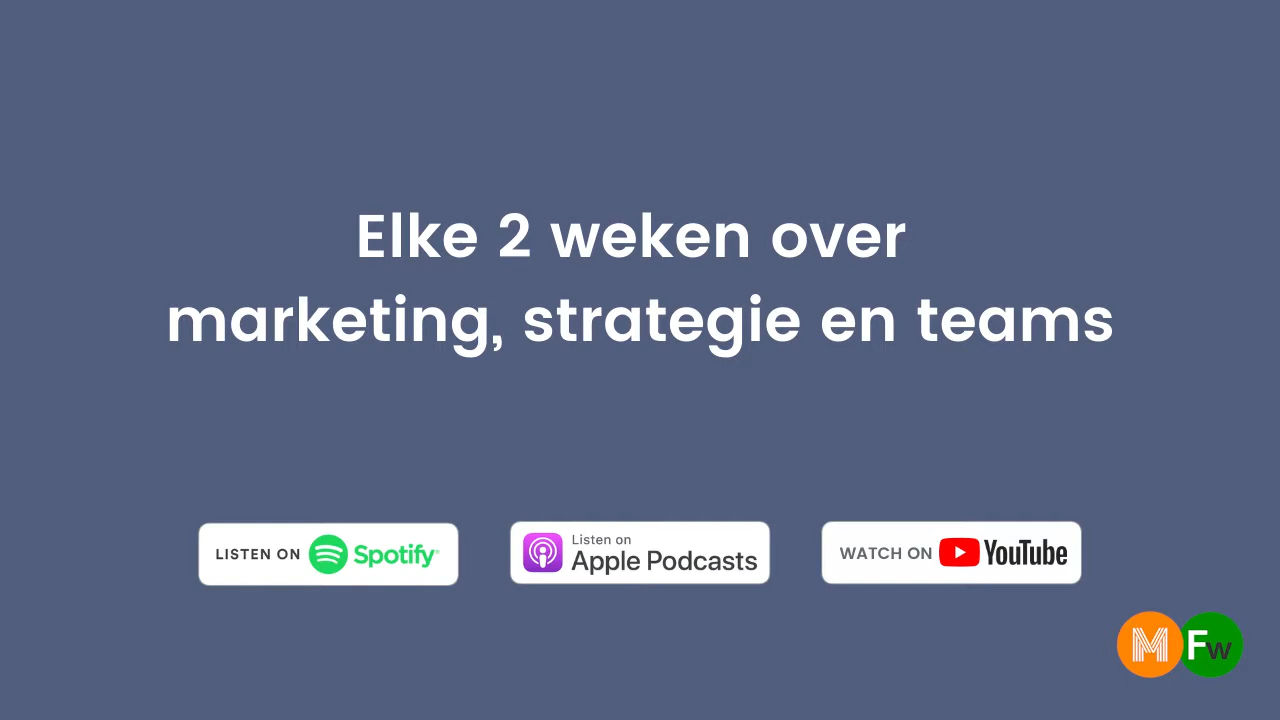 Elke 2 weken over
marketing, strategie en teams
LISTEN ON Spotify
Listen on
Apple Podcasts
WATCH ON YouTube
M Fw